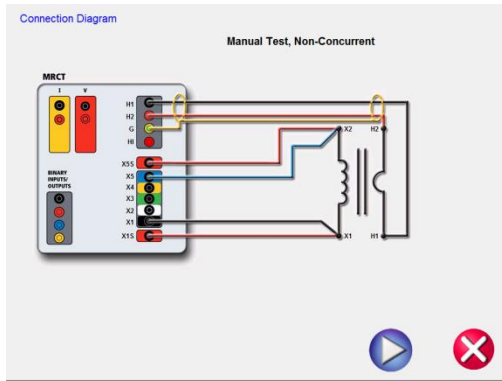 Connection Diagram
Manual Test, Non-Concurrent
MRCT
I V
H1
H2
G
HI
X5S
X5
X4
X3
X2
X1
X1S
BINARY
INPUTS/
OUTPUTS
X2 H2
X1 H1